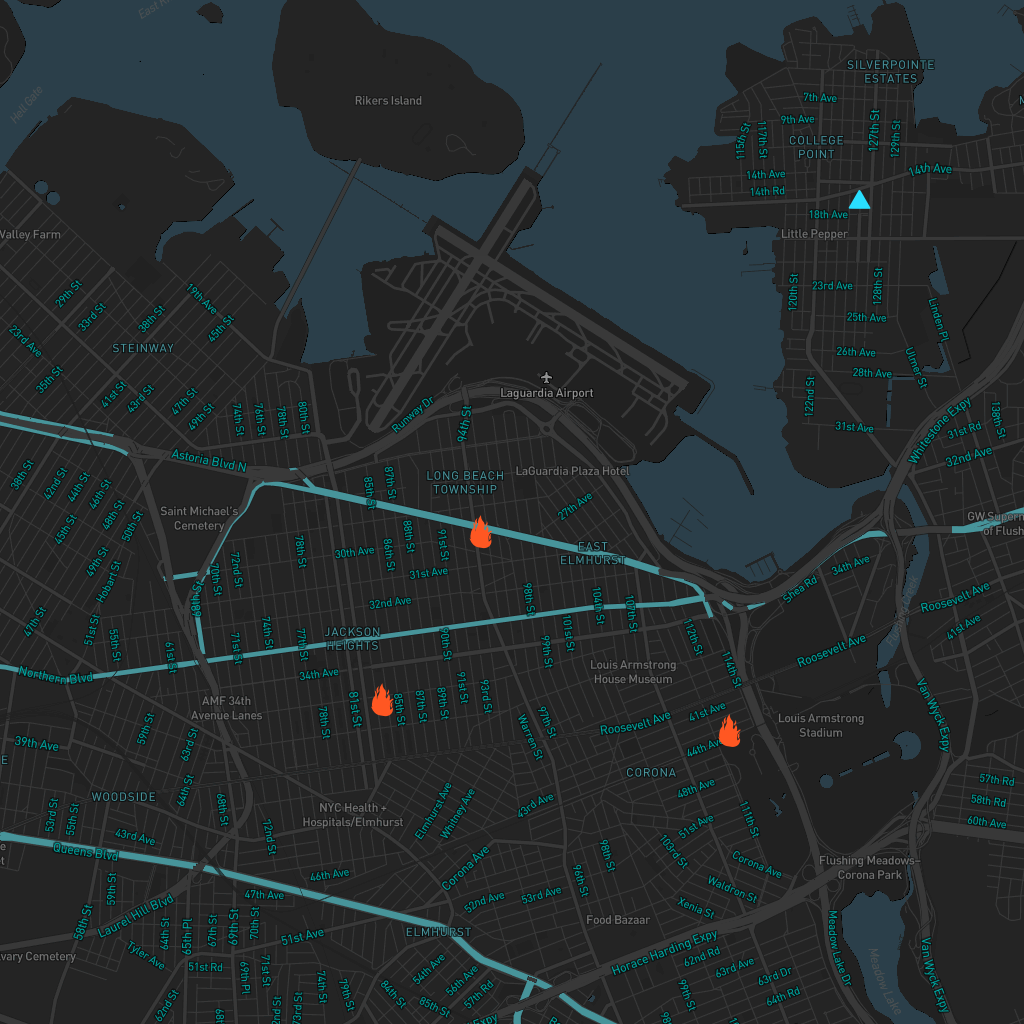 East R
Hell Gate
Rikers Island
SILVERPOINTE
ESTATES
7th Ave
9th Ave
115th St
117th St
127th St
129th St
COLLEGE
POINT
14th Ave
14th Ave
14th Rd
18th Ave
Little Pepper
Valley Farm
19th Ave
29th St
33rd St
38th St
45th St
23rd Ave
STEINWAY
35th St
41st St
43rd St
47th St
49th St
74th St
76th St
78th St
80th St
120th St
23rd Ave
128th St
25th Ave
Linden Pl
26th Ave
28th Ave
Ulmer St
122nd St
31st Ave
Whitestone Expy
138th St
31st Rd
32nd Ave
Laguardia Airport
Runway Dr
94th St
Astoria Blvd N
LaGuardia Plaza Hotel
LONG BEACH
TOWNSHIP
85th St
87th St
27th Ave
38th St
42nd St
44th St
46th St
48th St
50th St
45th St
Saint Michael's
Cemetery
GW Superm
of Flush
78th St
30th Ave
86th St
88th St
91st St
EAST
ELMHURST
49th St
Hobart St
70th St
72nd St
31st Ave
34th Ave
Shea Rd
68th St
32nd Ave
98th St
104th St
107th St
Roosevelt Ave
41st Ave
47th St
51st St
55th St
61st St
71st St
74th St
77th St
JACKSON
HEIGHTS
90th St
99th St
101st St
112th St
114th St
Roosevelt Ave
Northern Blvd
34th Ave
Louis Armstrong
House Museum
AMF 34th
Avenue Lanes
78th St
81st St
85th St
87th St
89th St
91st St
93rd St
97th St
Warren St
Roosevelt Ave
41st Ave
44th Ave
Louis Armstrong
Stadium
Van Wyck Expy
39th Ave
59th St
63rd St
64th St
68th St
CORONA
48th Ave
57th Rd
58th Rd
60th Ave
WOODSIDE
53rd St
55th St
43rd Ave
72nd St
NYC Health +
Hospitals/Elmhurst
Elmhurst Ave
Whitney Ave
43rd Ave
51st Ave
111th St
103rd St
Queens Blvd
46th Ave
Corona Ave
98th St
96th St
Corona Ave
Waldron St
Flushing Meadows-
Corona Park
59th St
47th Ave
52nd Ave
53rd Ave
Xenia St
58th St
Laurel Hill Blvd
64th St
65th Pl
67th St
69th St
70th St
51st Ave
ELMHURST
Food Bazaar
Horace Harding Expy
Meadow Lake Dr
Meadow Lake
Van Wyck Expy
vary Cemetery
Tyler Ave
51st Rd
69th Pl
71st St
74th St
79th St
54th Ave
56th Ave
57th Rd
62nd Rd
63rd Ave
63rd Dr
64th Rd
62nd St
72nd St
73rd St
84th St
85th St
99th St
Expy